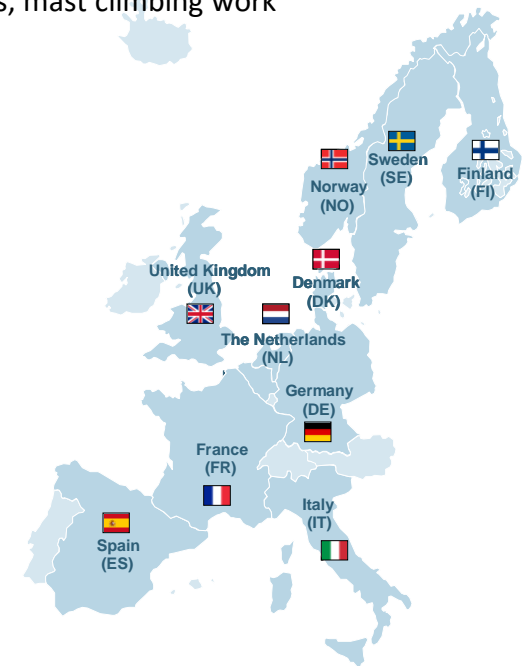 s, mast climbing work
Sweden
(SE)
Finland
(FI)
Norway
(NO)
United Kingdom
(UK)
Denmark
(DK)
The Netherlands
(NL)
Germany
(DE)
France
(FR)
Italy
(IT)
Spain
(ES)